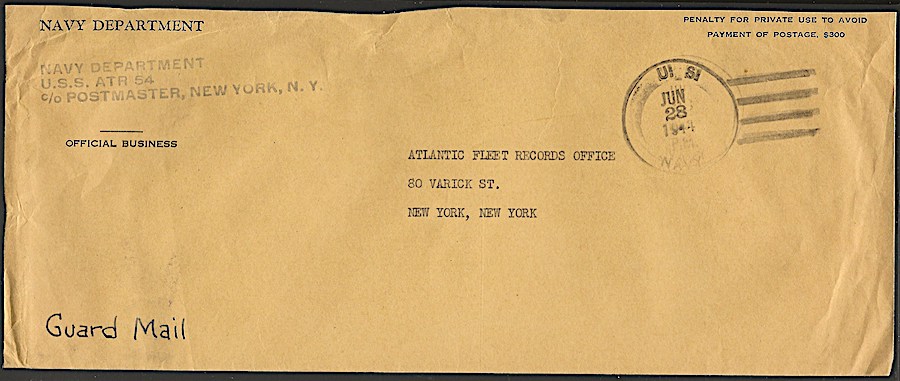 NAVY DEPARTMENT
PENALTY FOR PRIVATE USE TO AVOID
PAYMENT OF POSTAGE, $300
NAVY DEPARTMENT
U.S.S. ATR 54
c/o POSTMASTER, NEW YORK, N. Y.
OFFICIAL BUSINESS
U. S.
JUN
28
1944
P.M.
NAVY
ATLANTIC FLEET RECORDS OFFICE
80 VARICK ST.
NEW YORK, NEW YORK
Guard Mail